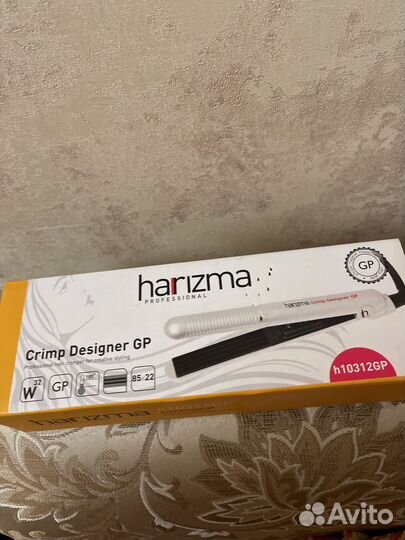 harizma
PROFESSIONAL
GP
harizma Crimp Designer GP
h
Crimp Designer GP
Professional hair crimper for creative styling
W 32
GP
180°
85×22
h10312GP
harizma
Avito